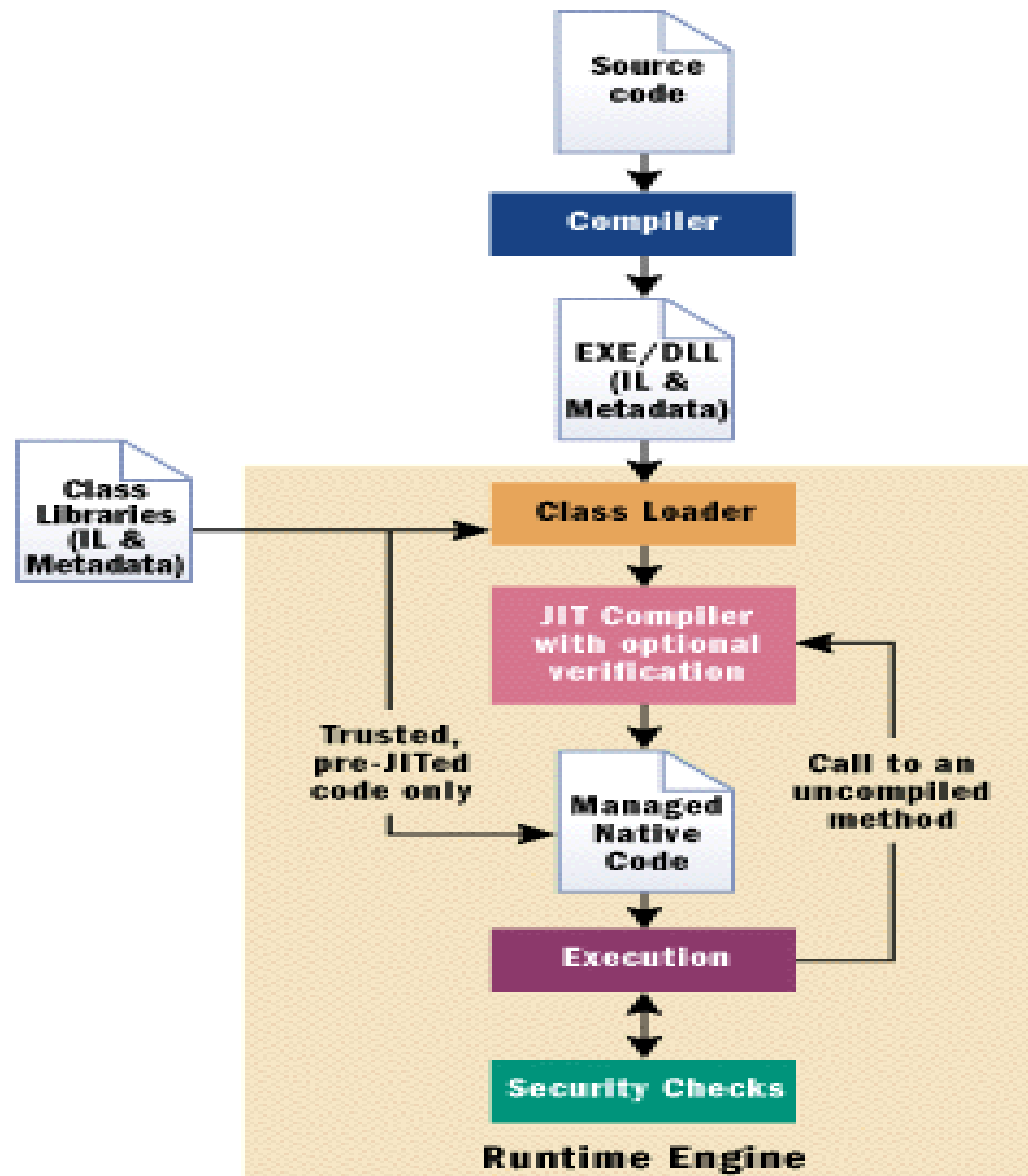 Source
code
Compiler
EXE/DLL
(IL &
Metadata)
Class
Libraries
(IL &
Metadata)
Class Loader
JIT Compiler
with optional
verification
Trusted,
pre-JITed
code only
Call to an
uncompiled
method
Managed
Native
Code
Execution
Security Checks
Runtime Engine